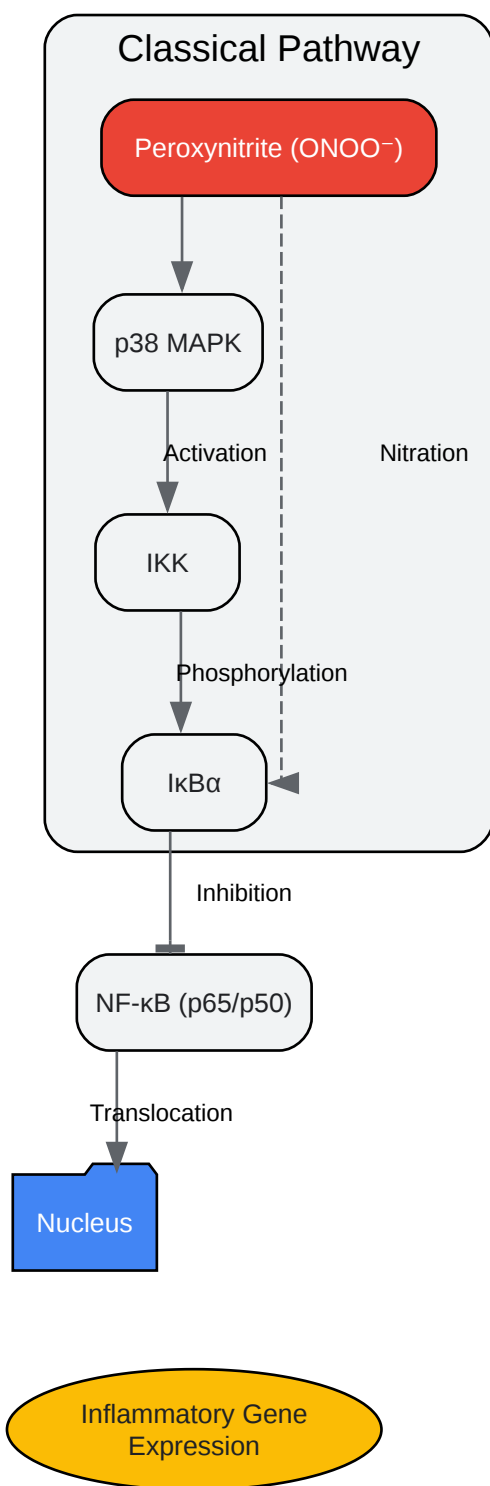 Classical Pathway
Peroxynitrite (ONOO⁻)
p38 MAPK
Activation
Nitration
IKK
Phosphorylation
IκBα
Inhibition
NF-κB (p65/p50)
Translocation
Nucleus
Inflammatory Gene
Expression